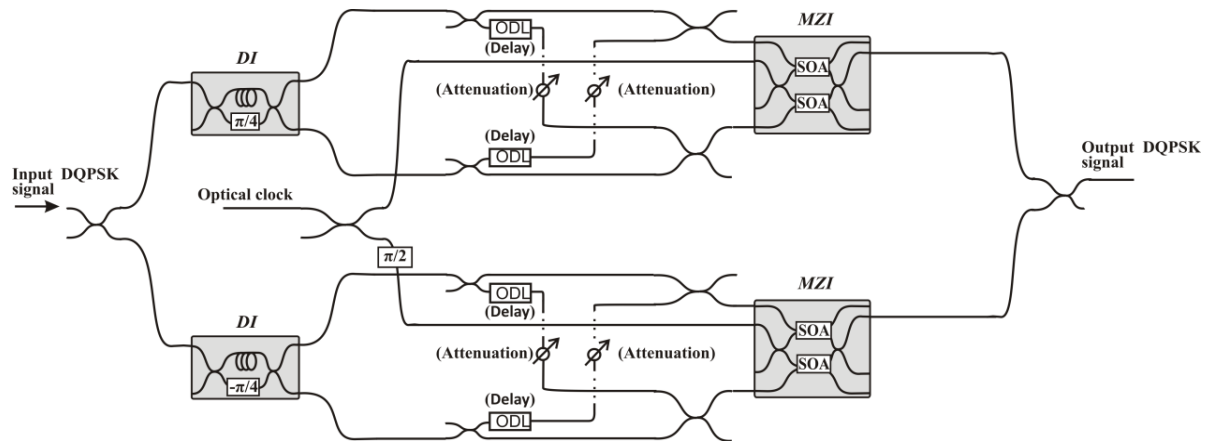 MZI
ODL
(Delay)
DI
SOA
(Attenuation)
(Attenuation)
SOA
π/4
(Delay)
ODL
Input DQPSK
signal
Output DQPSK
signal
Optical clock
π/2
MZI
ODL
(Delay)
DI
SOA
(Attenuation)
(Attenuation)
SOA
-π/4
(Delay)
ODL